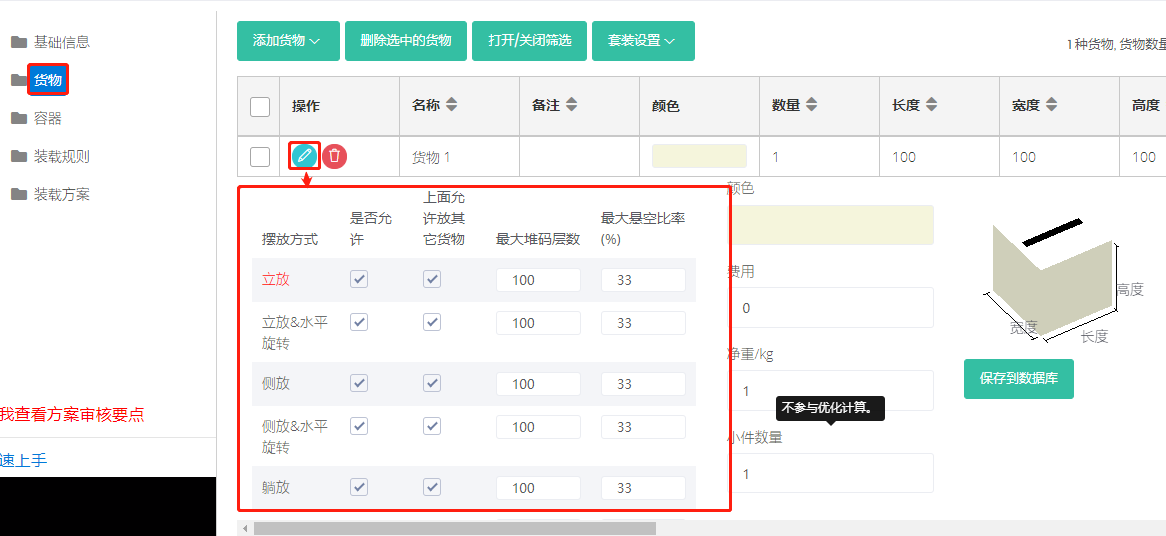 基础信息
货物
容器
装载规则
装载方案
我查看方案审核要点
速上手
添加货物
删除选中的货物
打开/关闭筛选
套装设置
1种货物, 货物数量
操作 名称 备注 颜色 数量 长度 宽度 高度
货物 1 1 100 100 100
摆放方式 是否允许 上面允许放其它货物 最大堆码层数 最大悬空比率(%)
立放 100 33
立放&水平旋转 100 33
侧放 100 33
侧放&水平旋转 100 33
躺放 100 33
颜色
费用
0
净重/kg
1
不参与优化计算。
小件数量
1
高度
宽度
长度
保存到数据库